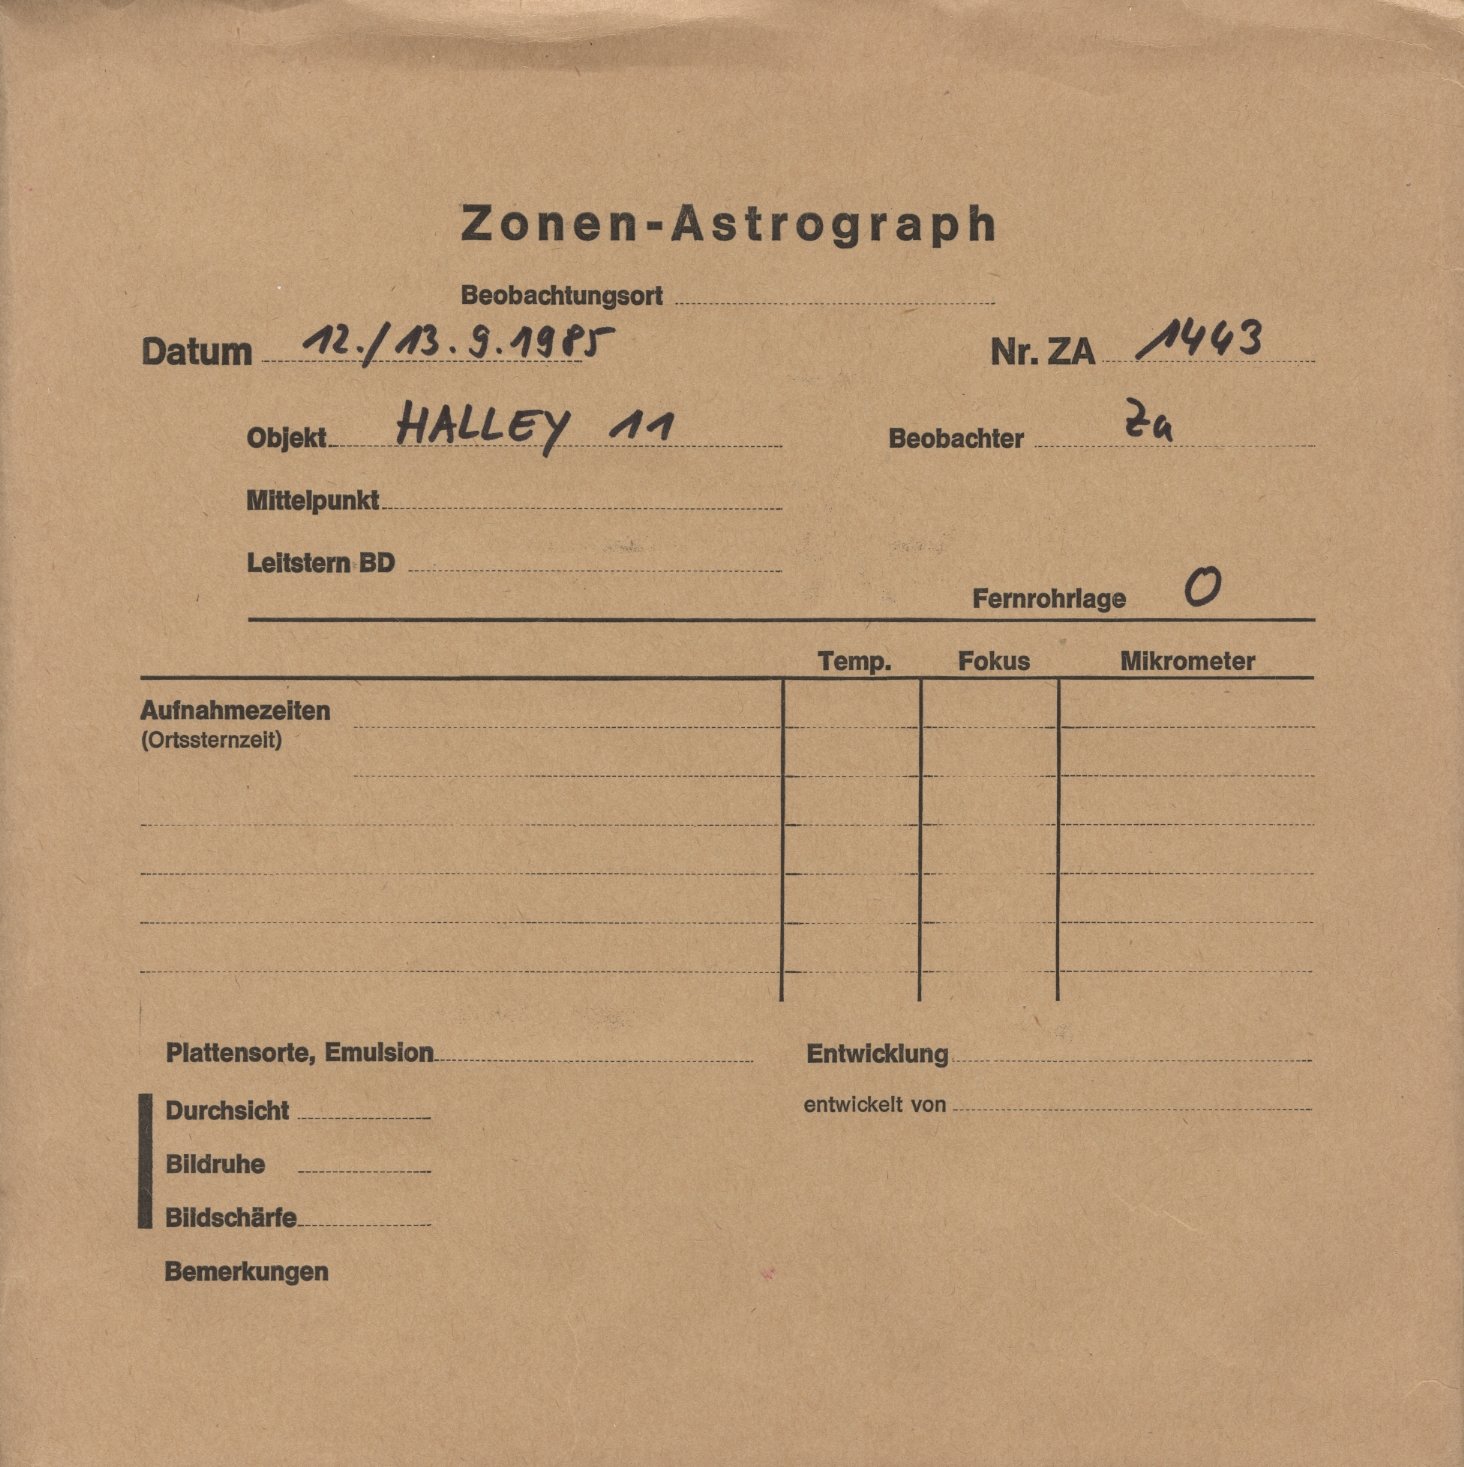 Zonen-Astrograph
Beobachtungsort
Datum 12./13.9.1985 Nr. ZA 1443
Objekt HALLEY 11 Beobachter Za
Mittelpunkt
Leitstern BD
Fernrohrlage O
Temp. Fokus Mikrometer
Aufnahmezeiten
(Ortssternzeit)
Plattensorte, Emulsion Entwicklung
Durchsicht entwickelt von
Bildruhe
Bildschärfe
Bemerkungen